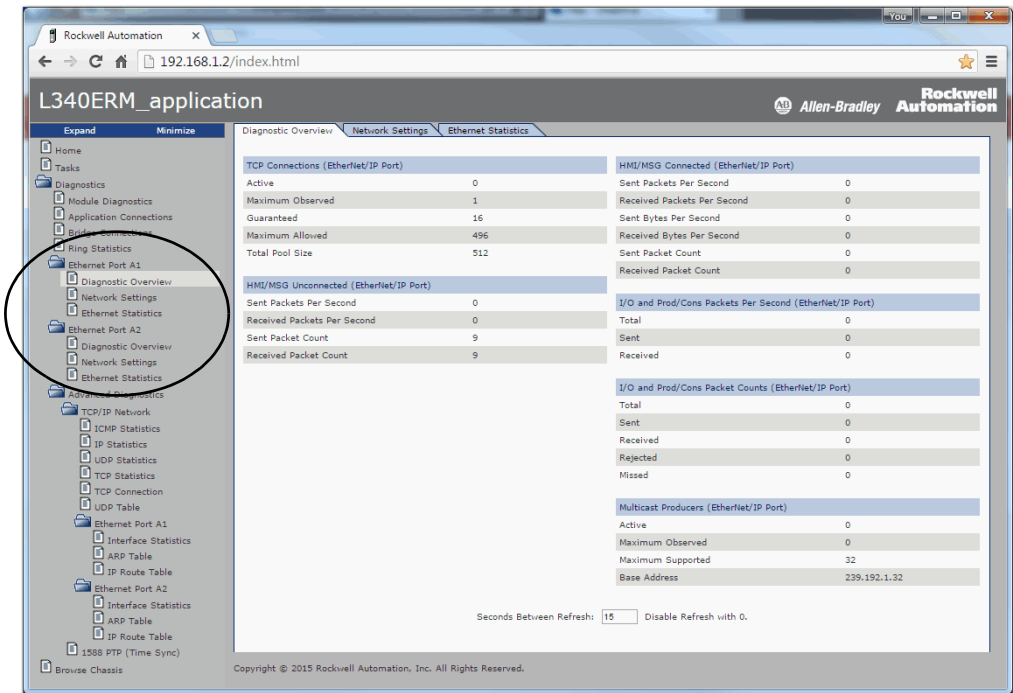 You
Rockwell Automation
192.168.1.2/index.html
L340ERM_application
Allen-Bradley
Rockwell
Automation
Expand Minimize
Home
Tasks
Diagnostics
Module Diagnostics
Application Connections
Bridge Connections
Ring Statistics
Ethernet Port A1
Diagnostic Overview
Network Settings
Ethernet Statistics
Ethernet Port A2
Diagnostic Overview
Network Settings
Ethernet Statistics
Advanced Diagnostics
TCP/IP Network
ICMP Statistics
IP Statistics
UDP Statistics
TCP Statistics
TCP Connection
UDP Table
Ethernet Port A1
Interface Statistics
ARP Table
IP Route Table
Ethernet Port A2
Interface Statistics
ARP Table
IP Route Table
1588 PTP (Time Sync)
Browse Chassis
Diagnostic Overview Network Settings Ethernet Statistics
TCP Connections (EtherNet/IP Port)
Active 0
Maximum Observed 1
Guaranteed 16
Maximum Allowed 496
Total Pool Size 512
HMI/MSG Unconnected (EtherNet/IP Port)
Sent Packets Per Second 0
Received Packets Per Second 0
Sent Packet Count 9
Received Packet Count 9
HMI/MSG Connected (EtherNet/IP Port)
Sent Packets Per Second 0
Received Packets Per Second 0
Sent Bytes Per Second 0
Received Bytes Per Second 0
Sent Packet Count 0
Received Packet Count 0
I/O and Prod/Cons Packets Per Second (EtherNet/IP Port)
Total 0
Sent 0
Received 0
I/O and Prod/Cons Packet Counts (EtherNet/IP Port)
Total 0
Sent 0
Received 0
Rejected 0
Missed 0
Multicast Producers (EtherNet/IP Port)
Active 0
Maximum Observed 0
Maximum Supported 32
Base Address 239.192.1.32
Seconds Between Refresh: 15 Disable Refresh with 0.
Copyright © 2015 Rockwell Automation, Inc. All Rights Reserved.